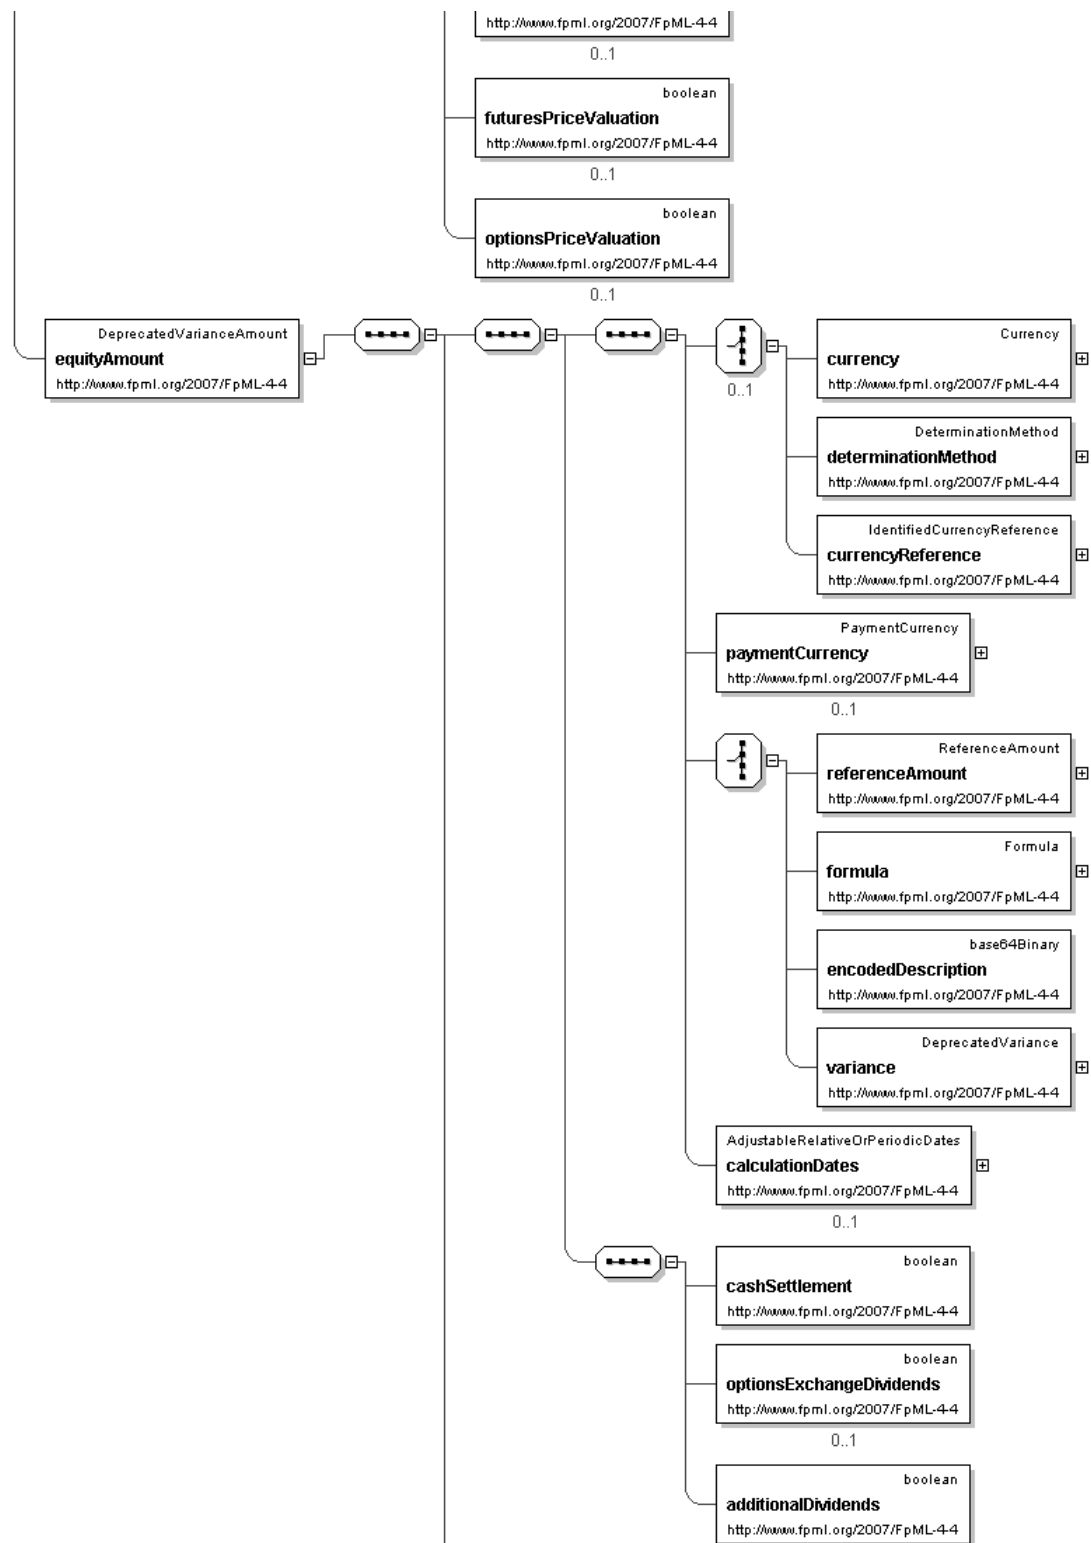 http://www.fpml.org/2007/FpML-4-4
0..1
boolean
futuresPriceValuation
http://www.fpml.org/2007/FpML-4-4
0..1
boolean
optionsPriceValuation
http://www.fpml.org/2007/FpML-4-4
0..1
DeprecatedVarianceAmount
equityAmount
http://www.fpml.org/2007/FpML-4-4
0..1
Currency
currency
http://www.fpml.org/2007/FpML-4-4
DeterminationMethod
determinationMethod
http://www.fpml.org/2007/FpML-4-4
IdentifiedCurrencyReference
currencyReference
http://www.fpml.org/2007/FpML-4-4
PaymentCurrency
paymentCurrency
http://www.fpml.org/2007/FpML-4-4
0..1
ReferenceAmount
referenceAmount
http://www.fpml.org/2007/FpML-4-4
Formula
formula
http://www.fpml.org/2007/FpML-4-4
base64Binary
encodedDescription
http://www.fpml.org/2007/FpML-4-4
DeprecatedVariance
variance
http://www.fpml.org/2007/FpML-4-4
AdjustableRelativeOrPeriodicDates
calculationDates
http://www.fpml.org/2007/FpML-4-4
0..1
boolean
cashSettlement
http://www.fpml.org/2007/FpML-4-4
boolean
optionsExchangeDividends
http://www.fpml.org/2007/FpML-4-4
0..1
boolean
additionalDividends
http://www.fpml.org/2007/FpML-4-4